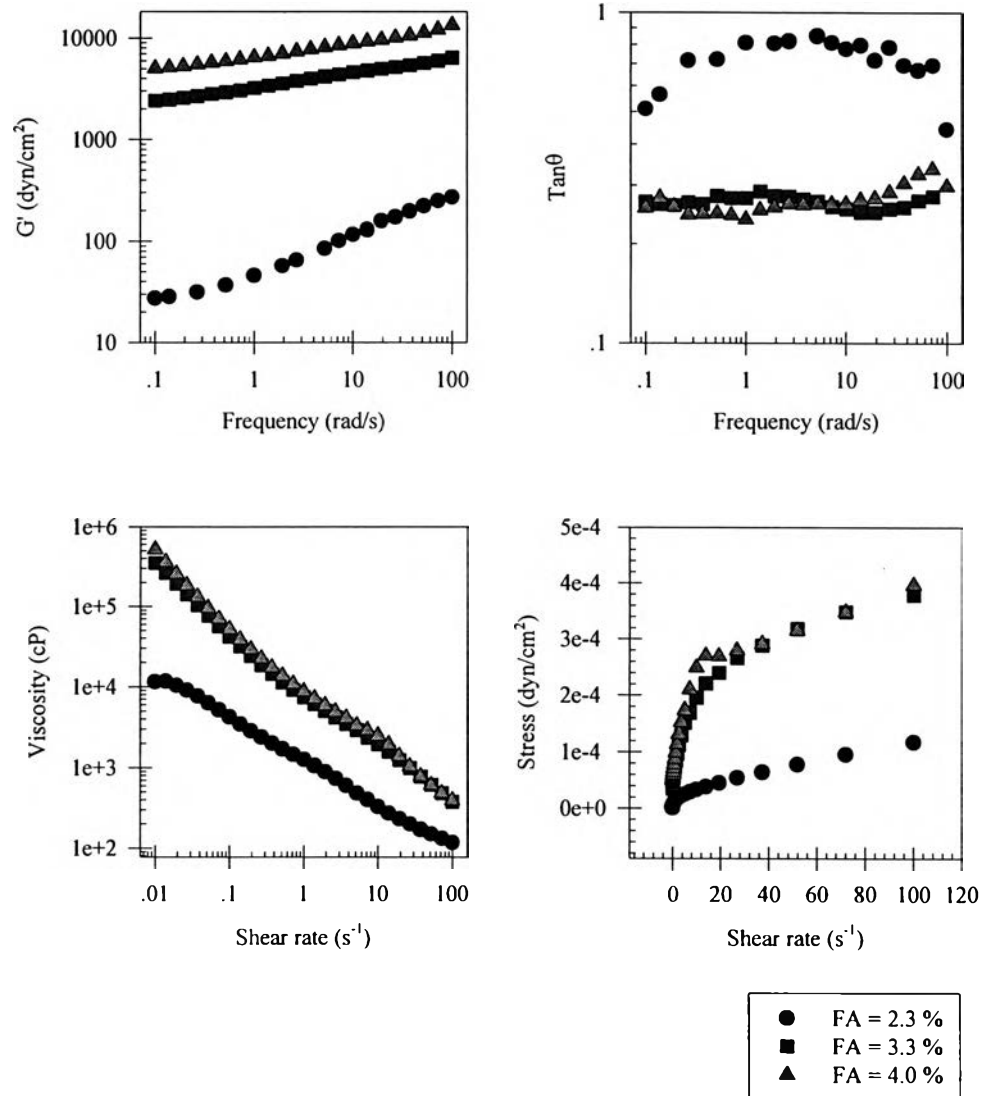 10000
1000
100
10
G' (dyn/cm²)
.1 1 10 100
Frequency (rad/s)
1
.1
Tanθ
.1 1 10 100
Frequency (rad/s)
1e+6
1e+5
1e+4
1e+3
1e+2
Viscosity (cP)
.01 0.1 1 10 100
Shear rate (s⁻¹)
5e-4
4e-4
3e-4
2e-4
1e-4
0e+0
Stress (dyn/cm²)
0 20 40 60 80 100 120
Shear rate (s⁻¹)
FA = 2.3 %
FA = 3.3 %
FA = 4.0 %